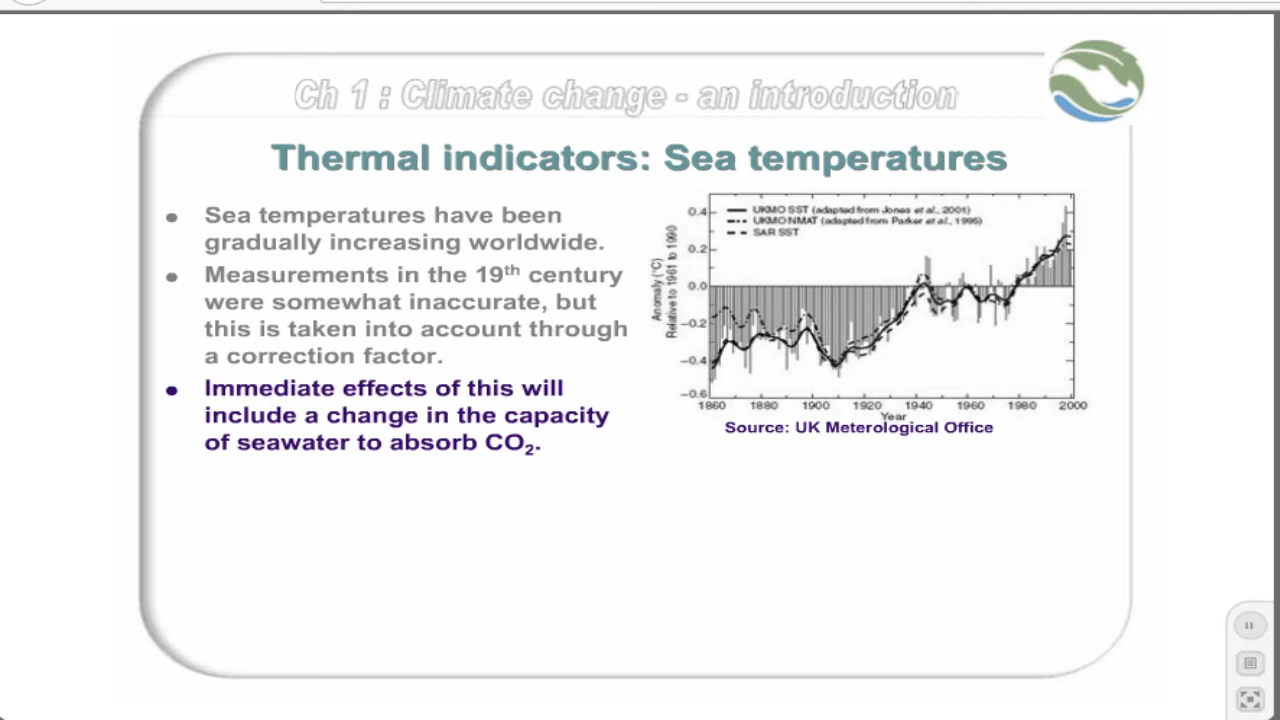 Ch 1 : Climate change - an introduction
Thermal indicators: Sea temperatures
• Sea temperatures have been
gradually increasing worldwide.
• Measurements in the 19th century
were somewhat inaccurate, but
this is taken into account through
a correction factor.
• Immediate effects of this will
include a change in the capacity
of seawater to absorb CO₂.
UKMO SST (adapted from Jones et al., 2001)
UKMO NMAT (adapted from Parker et al., 1995)
SAR SST
Anomaly (°C)
Relative to 1961 to 1990
0.4
0.2
0.0
−0.2
−0.4
−0.6
1860 1880 1900 1920 1940 1960 1980 2000
Year
Source: UK Meterological Office